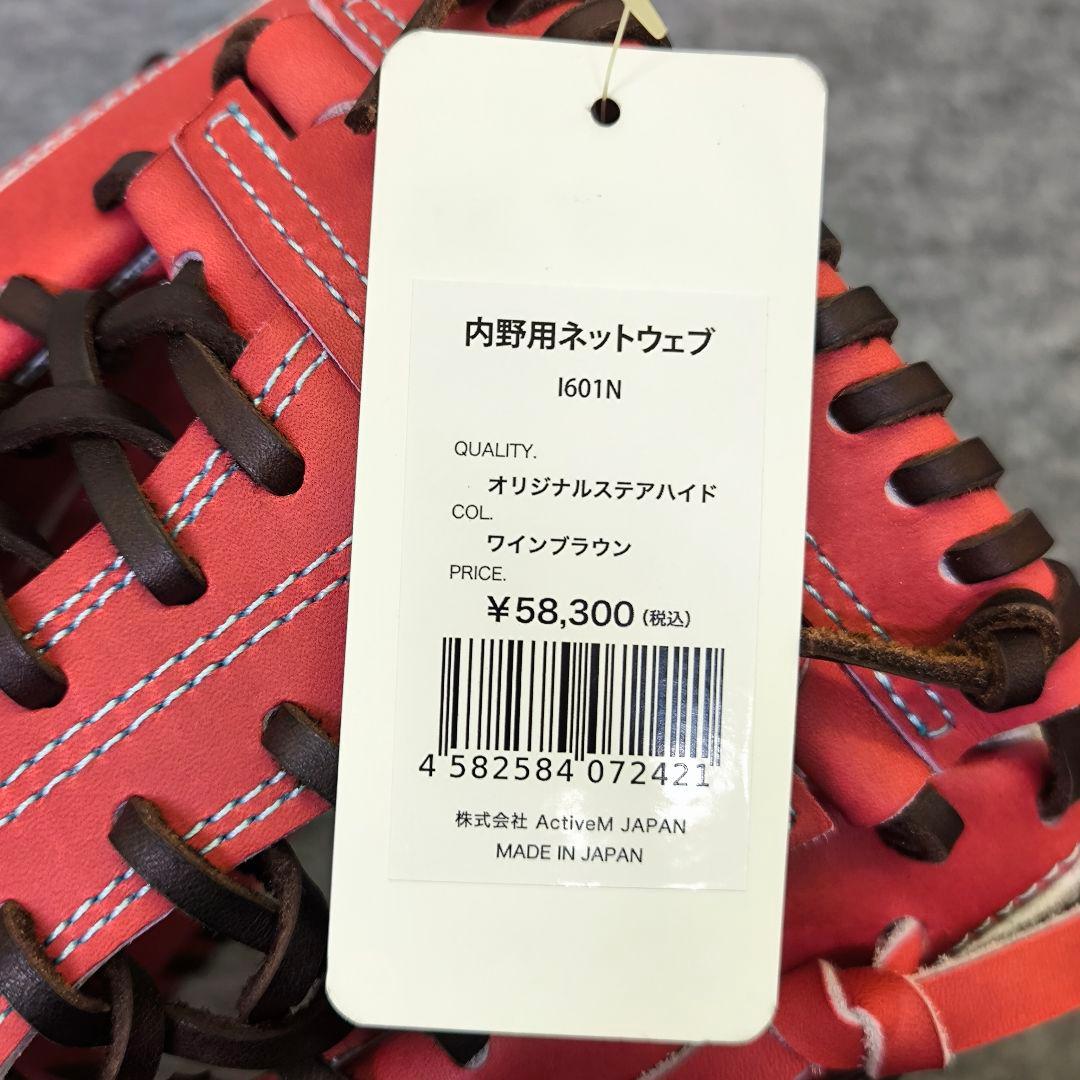 内野用ネットウェブ
I601N
QUALITY.
オリジナルステアハイド
COL.
ワインブラウン
PRICE.
¥58,300(税込)
4 582584 072421
株式会社 ActiveM JAPAN
MADE IN JAPAN